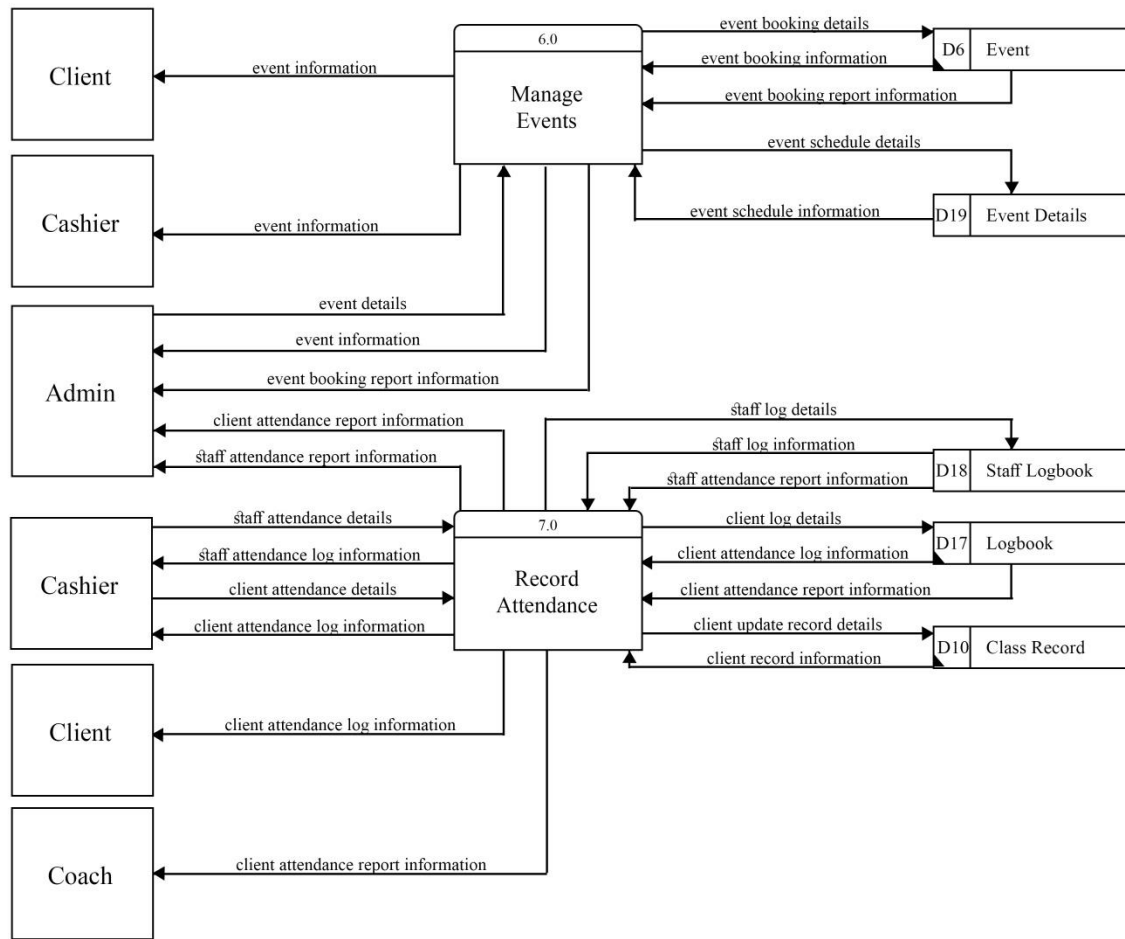 6.0
event booking details
D6 Event
event booking information
Client
event information
Manage
Events
event booking report information
event schedule details
event schedule information
D19 Event Details
Cashier
event information
event details
event information
Admin
event booking report information
client attendance report information
staff attendance report information
staff log details
staff log information
D18 Staff Logbook
staff attendance report information
7.0
staff attendance details
client log details
D17 Logbook
staff attendance log information
client attendance log information
Cashier
Record
Attendance
client attendance details
client attendance report information
client attendance log information
client update record details
D10 Class Record
client record information
Client
client attendance log information
Coach
client attendance report information